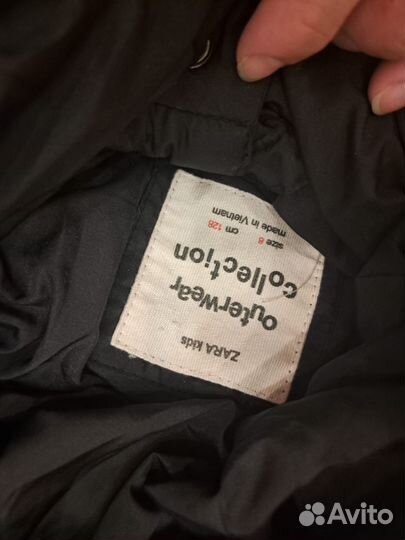 ZARA kids
outerwear
collection
size 8 cm 128
made in Vietnam
Avito